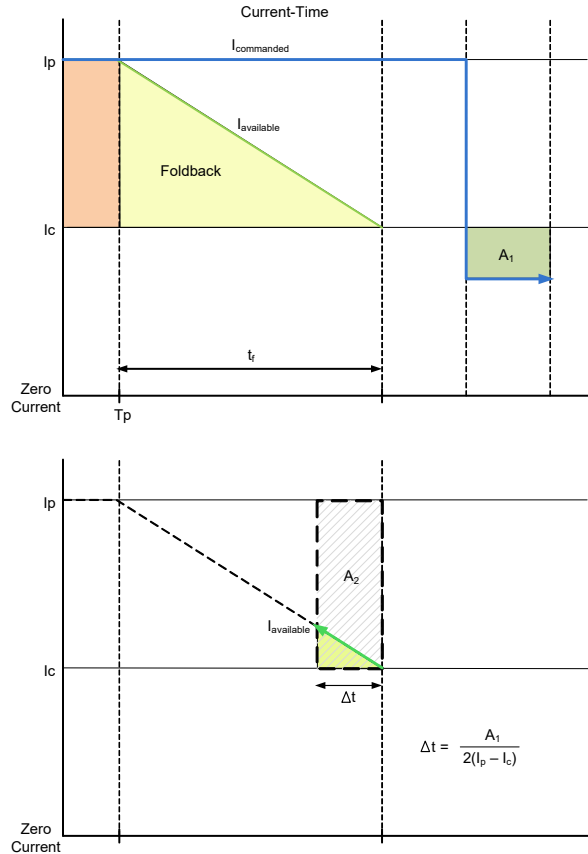 Current-Time
Ip
Icommanded
Iavailable
Foldback
Ic
A1
tf
Zero
Current
Tp
Ip
A2
Iavailable
Ic
Δt
Δt = A1
2(Ip – Ic)
Zero
Current